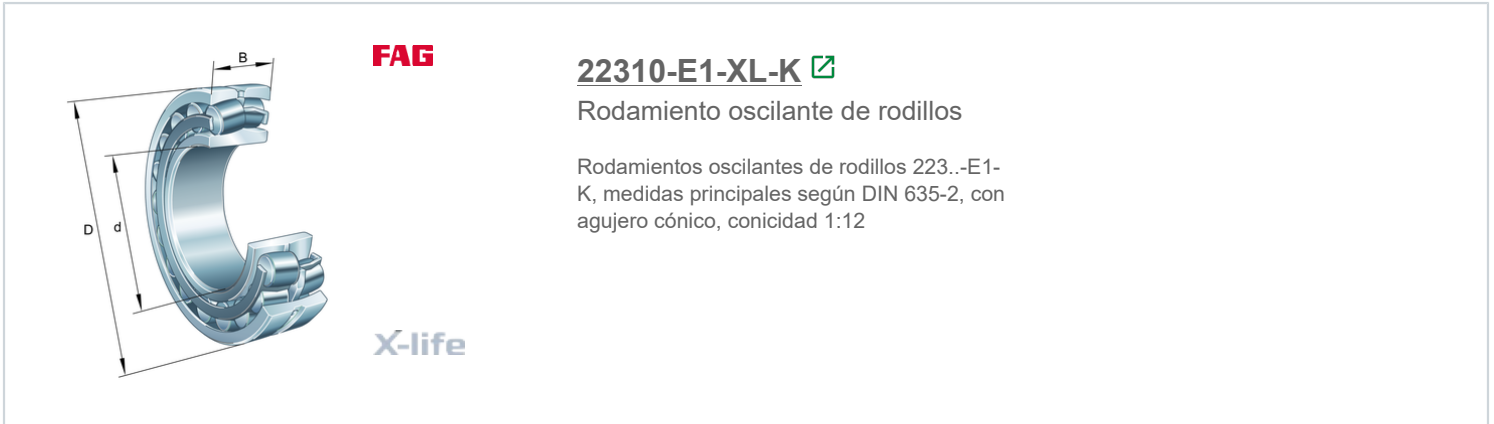 B
D
d
FAG
X-life
22310-E1-XL-K
Rodamiento oscilante de rodillos
Rodamientos oscilantes de rodillos 223..-E1-
K, medidas principales según DIN 635-2, con
agujero cónico, conicidad 1:12